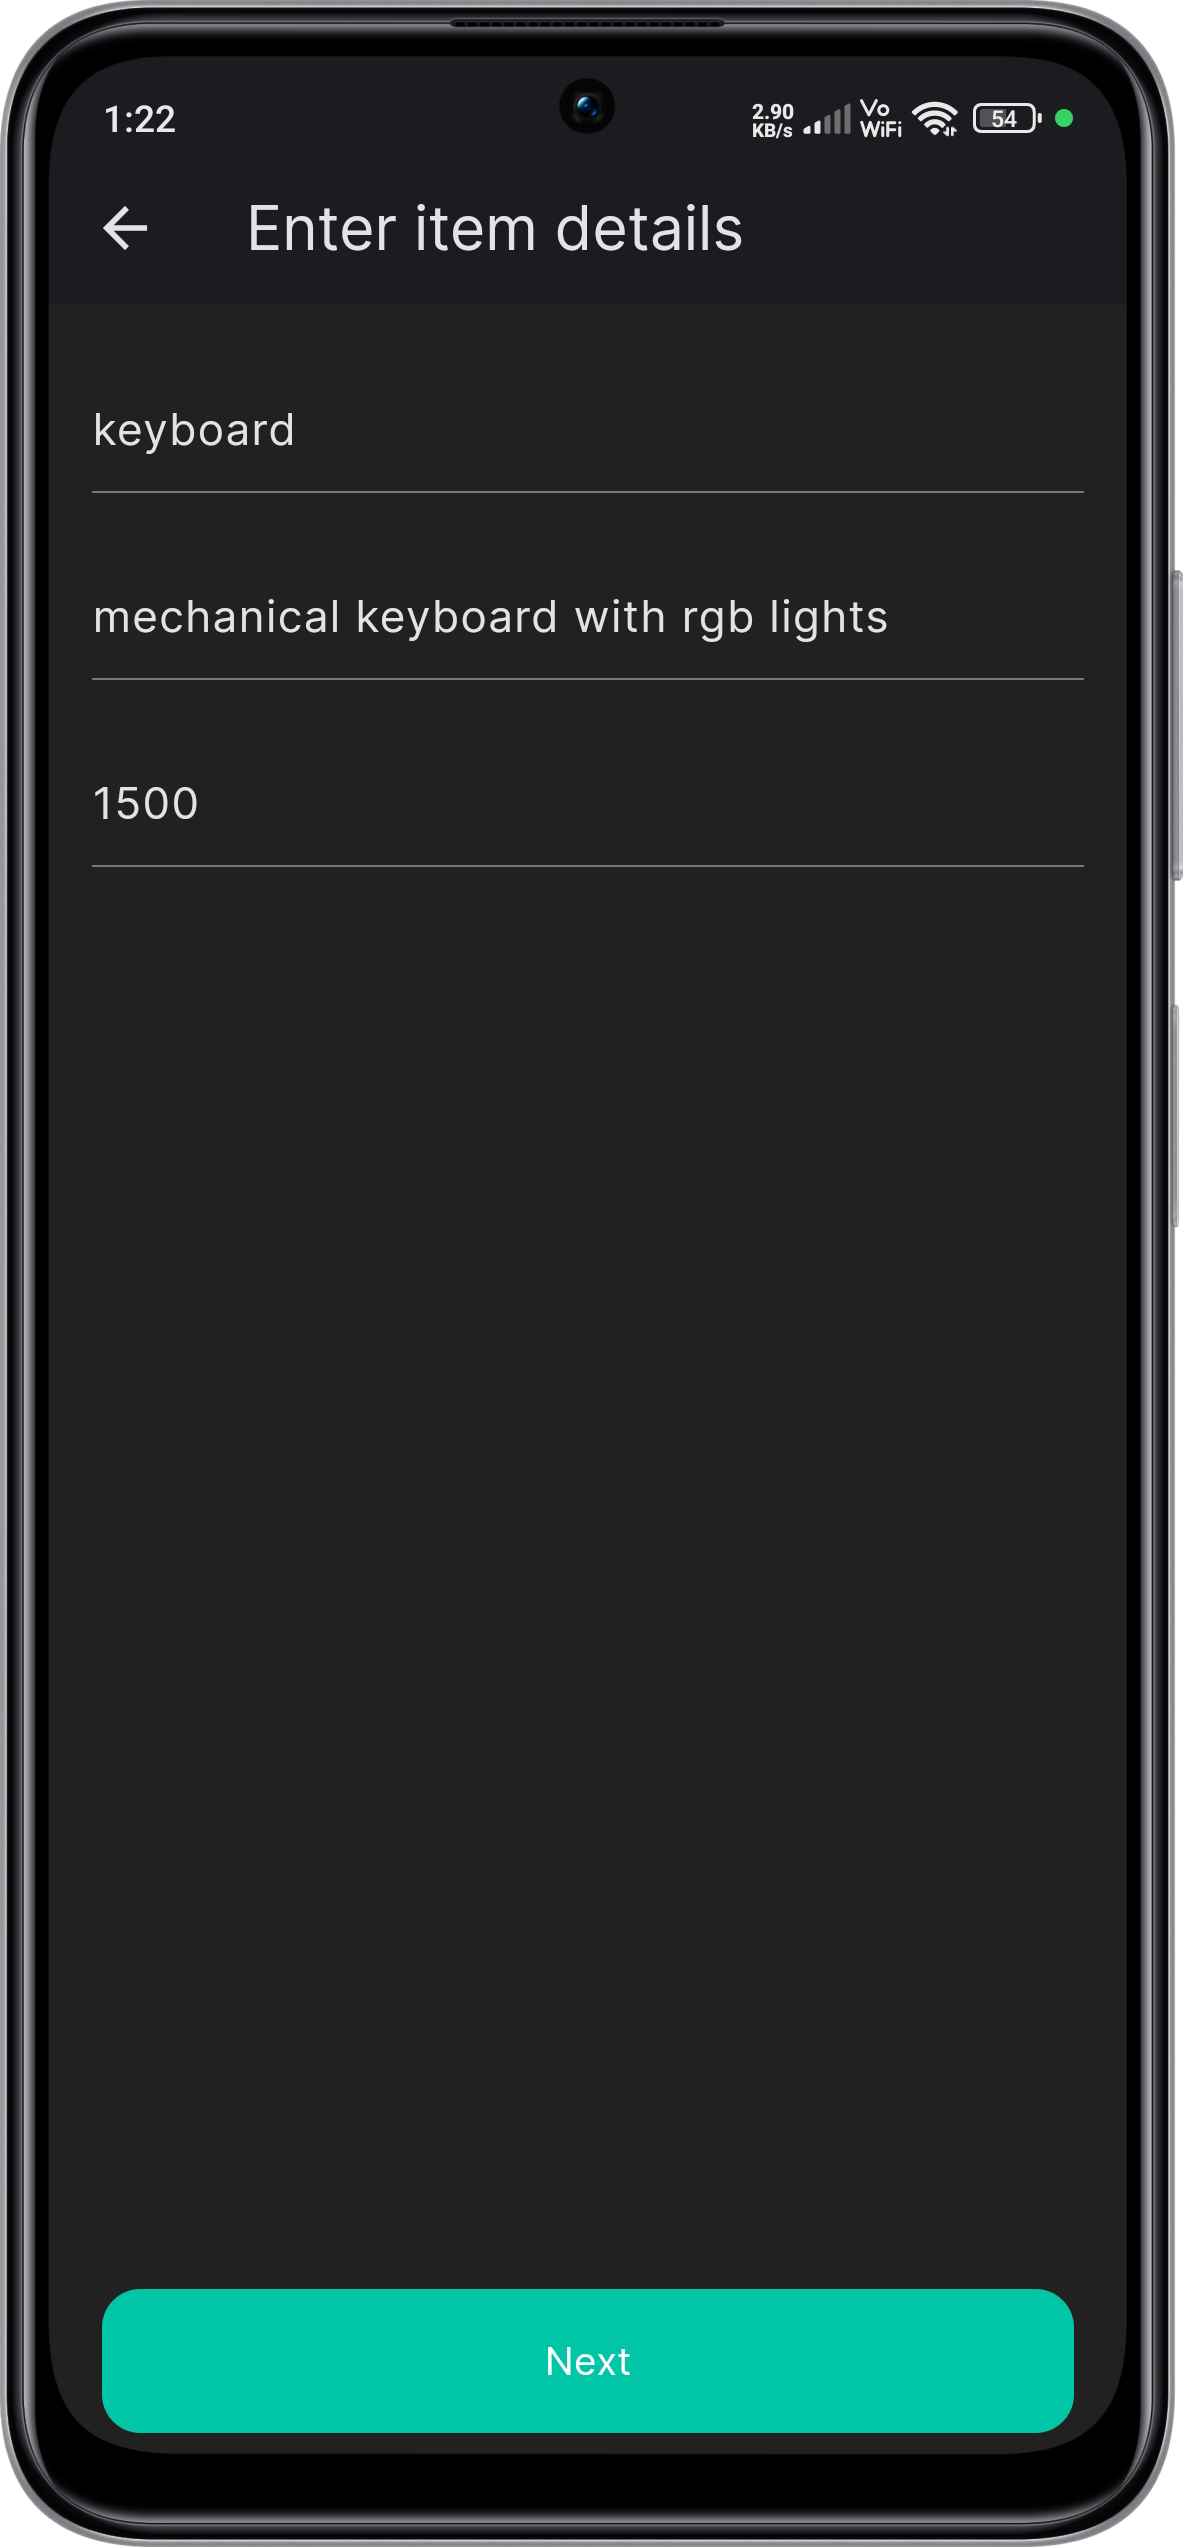 1:22
2.90
KB/s
Vo
WiFi
54
Enter item details
keyboard
mechanical keyboard with rgb lights
1500
Next